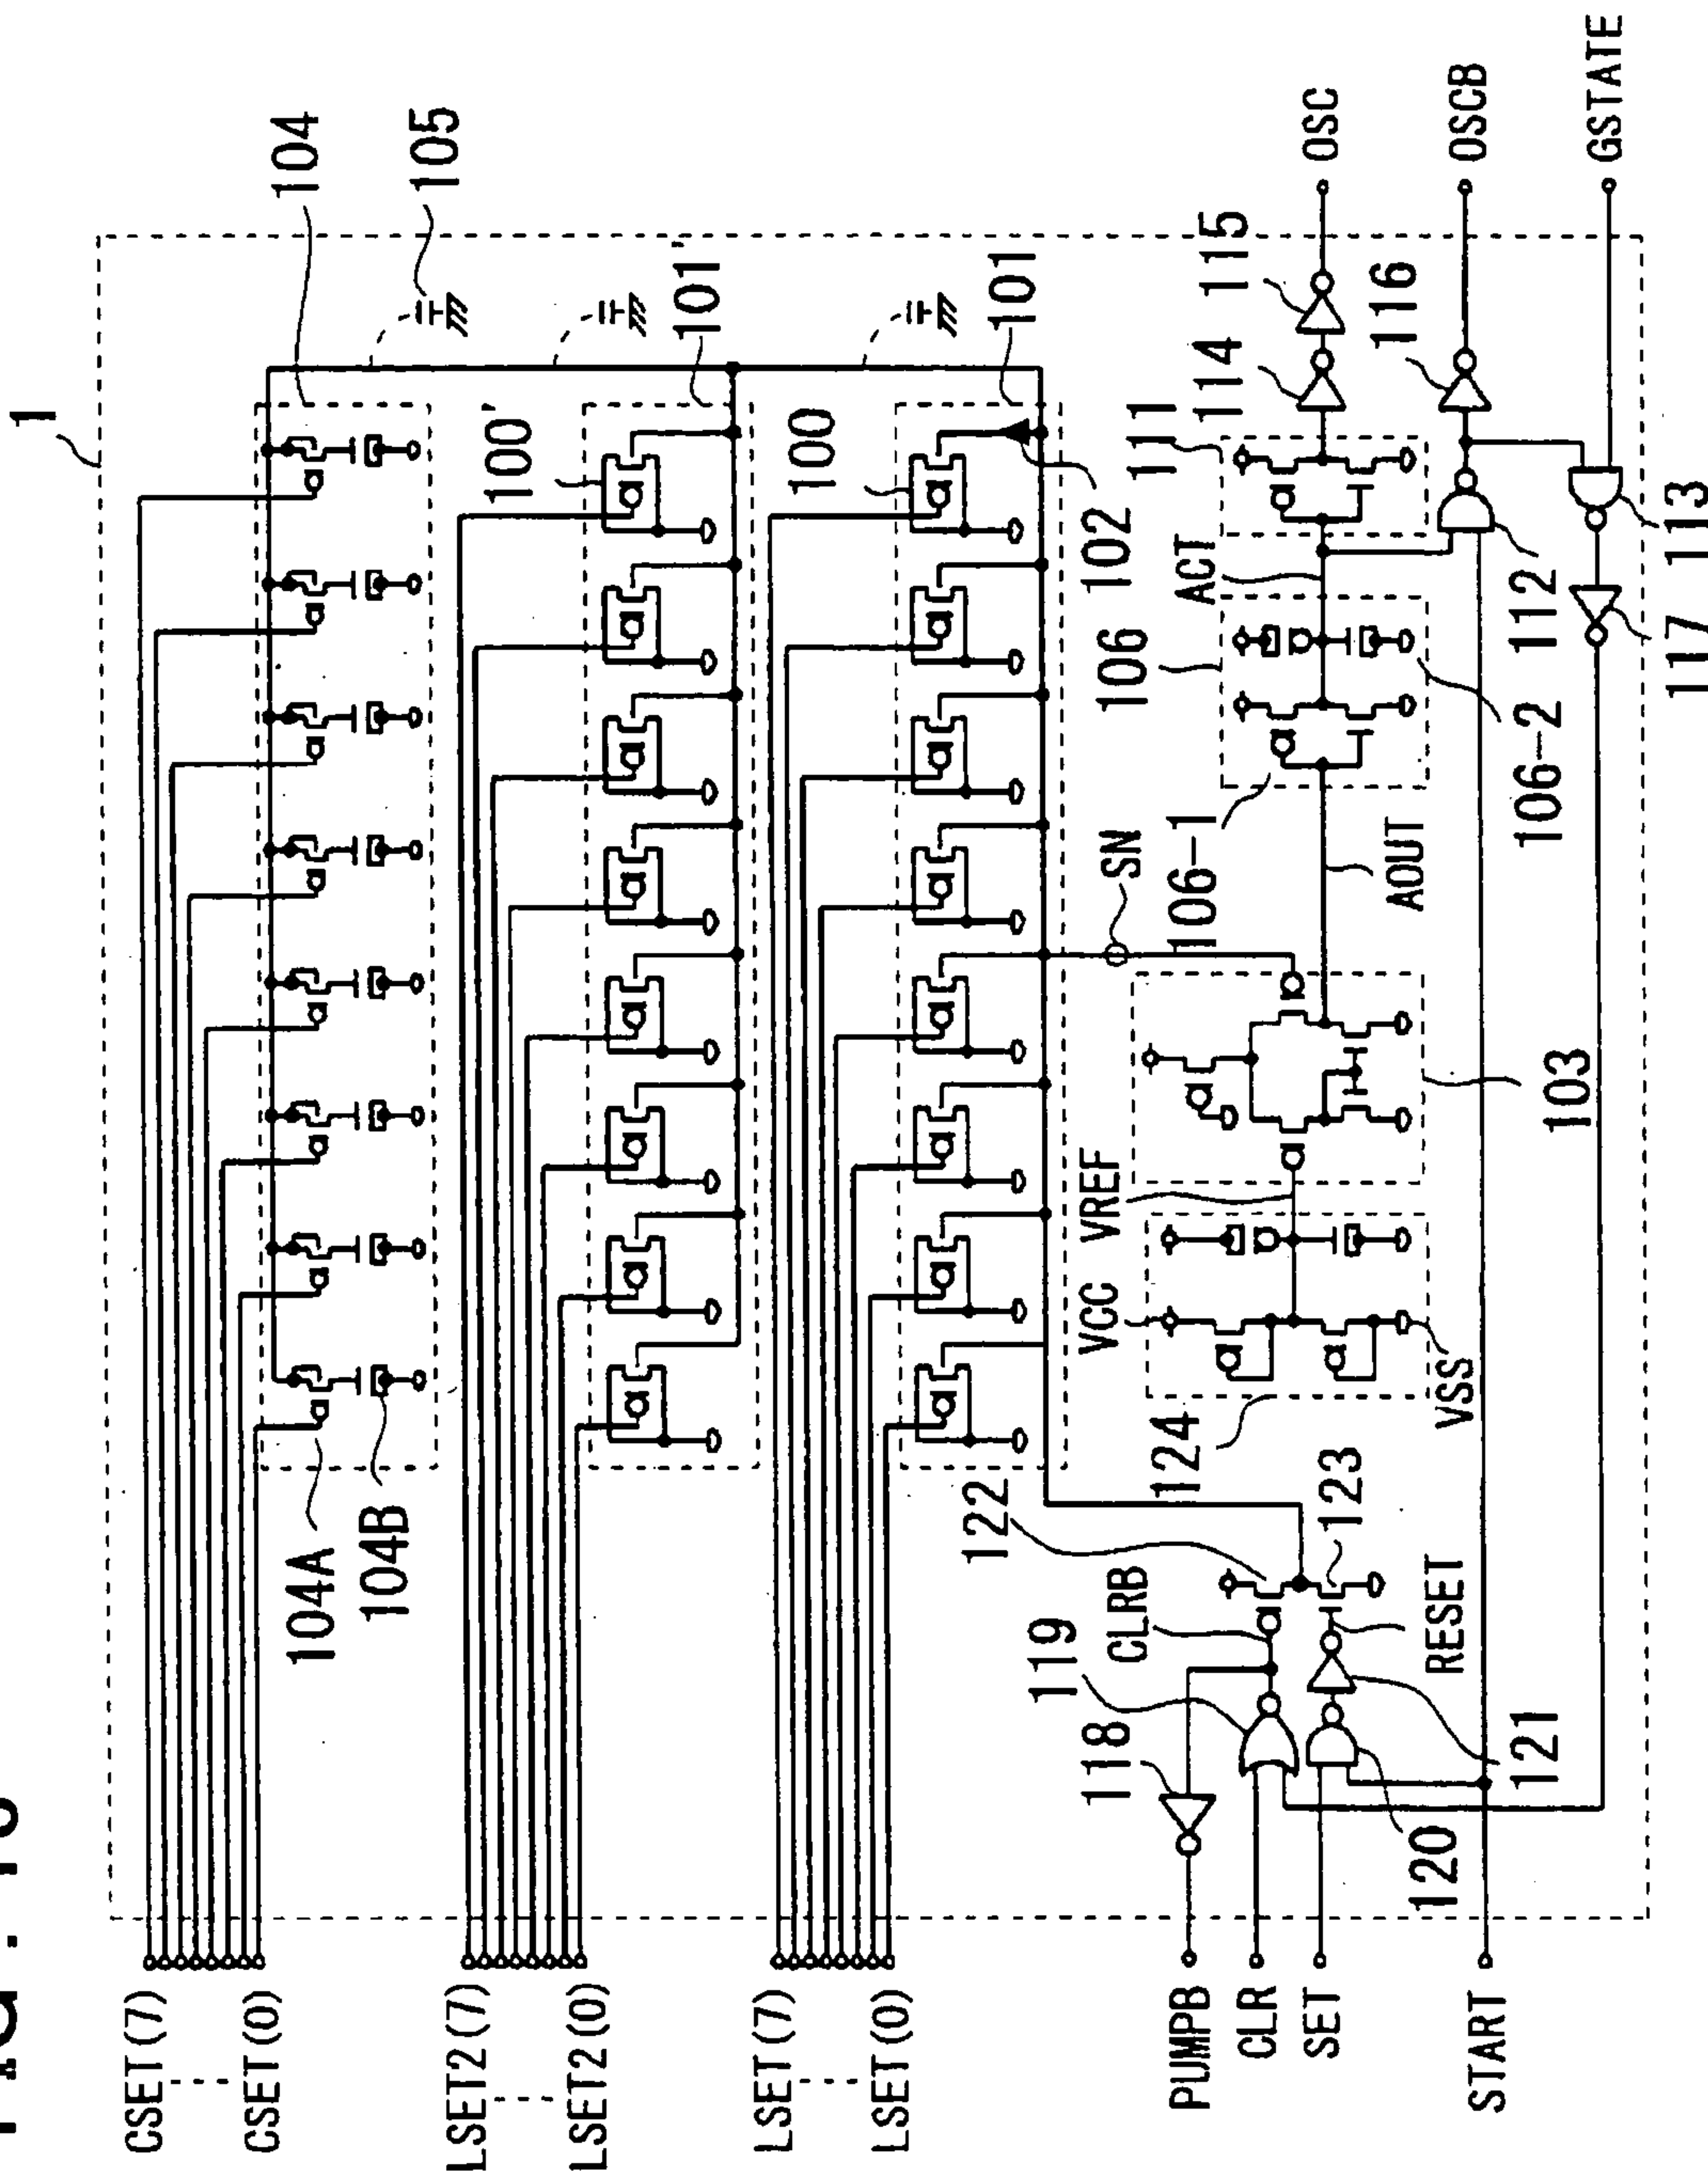 1
104
105
CSET(7)
CSET(0)
104A
104B
100'
101'
LSET2(7)
LSET2(0)
100
101
102
LSET(7)
LSET(0)
122
SN
106-1
106
ACT
111
114
115
OSC
116
OSCB
GSTATE
VREF
VCC
124
VSS
123
CLRB
119
118
RESET
103
AOUT
106-2
112
117
113
121
120
PUMPB
CLR
SET
START